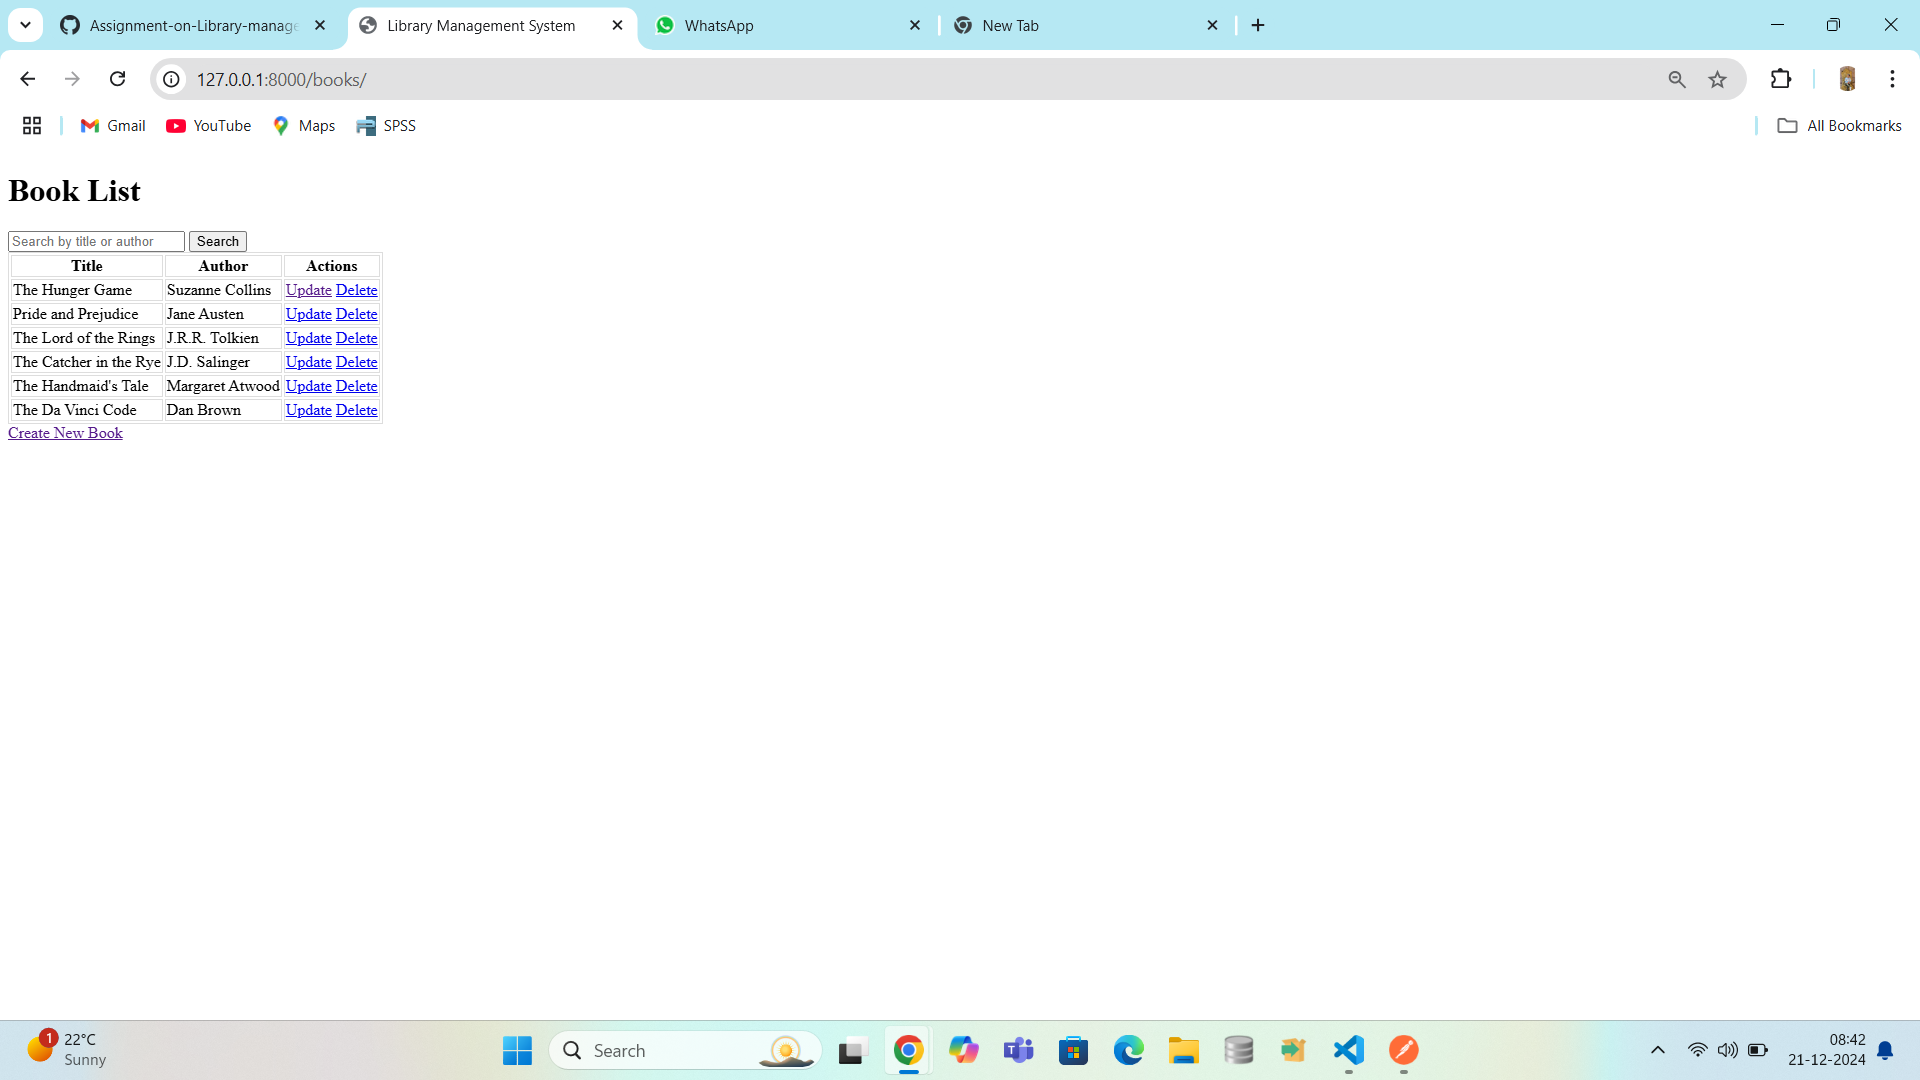 Assignment-on-Library-manage
Library Management System
WhatsApp
New Tab
127.0.0.1:8000/books/
Gmail
YouTube
Maps
SPSS
All Bookmarks
Book List
Search by title or author Search
Title Author Actions
The Hunger Game Suzanne Collins Update Delete
Pride and Prejudice Jane Austen Update Delete
The Lord of the Rings J.R.R. Tolkien Update Delete
The Catcher in the Rye J.D. Salinger Update Delete
The Handmaid's Tale Margaret Atwood Update Delete
The Da Vinci Code Dan Brown Update Delete
Create New Book
1
22°C
Sunny
Search
08:42
21-12-2024